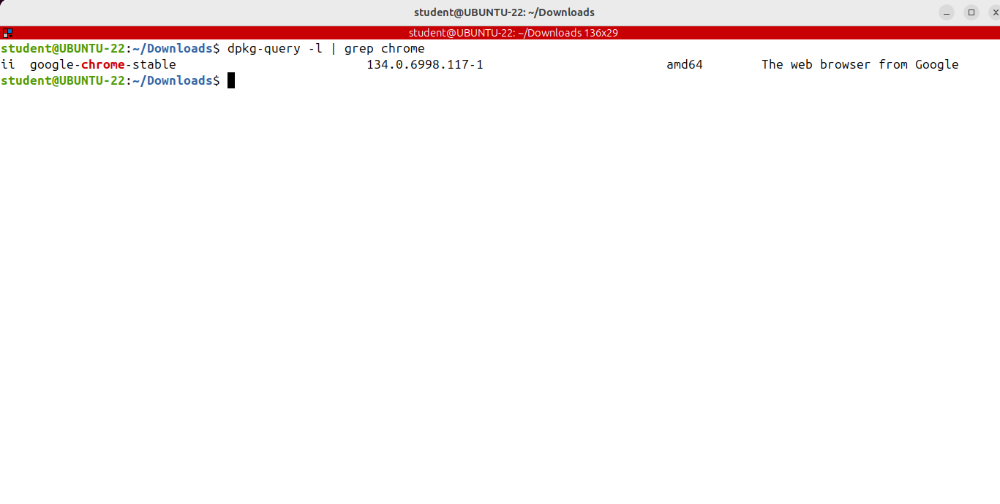 student@UBUNTU-22: ~/Downloads
student@UBUNTU-22: ~/Downloads 136x29
student@UBUNTU-22:~/Downloads$ dpkg-query -l | grep chrome
ii  google-chrome-stable                          134.0.6998.117-1                         amd64        The web browser from Google
student@UBUNTU-22:~/Downloads$